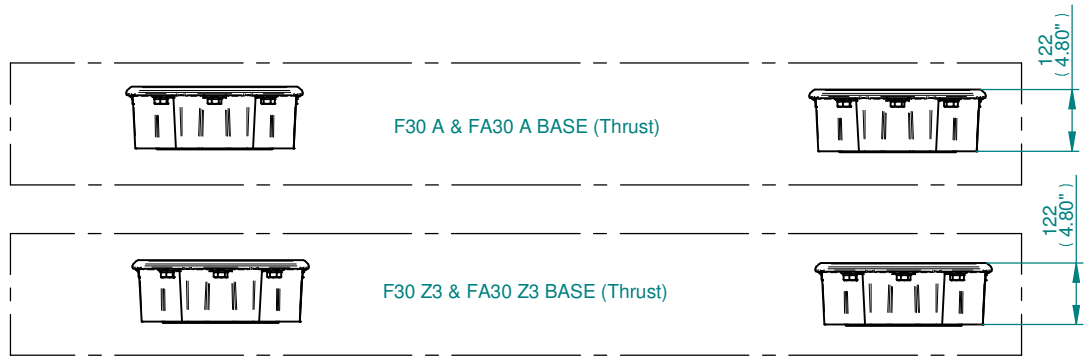 122
( 4.80" )
F30 A & FA30 A BASE (Thrust)
122
( 4.80" )
F30 Z3 & FA30 Z3 BASE (Thrust)